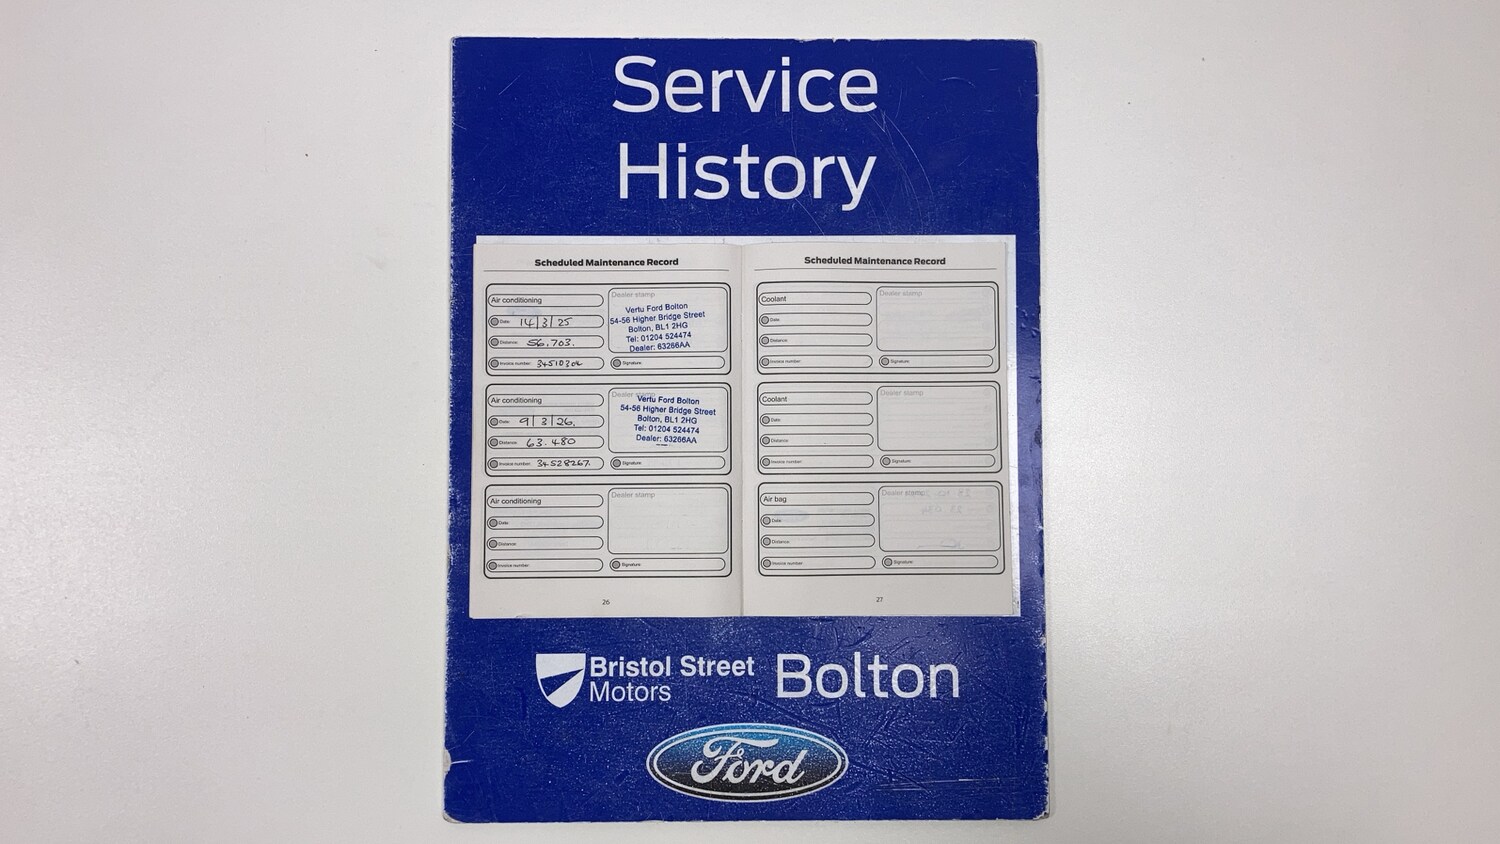 Service
History
Scheduled Maintenance Record
Air conditioning
Dealer stamp
Date: 14/3/25
Distance: 56.703.
Invoice number:
Signature:
Vertu Ford Bolton
54-56 Higher Bridge Street
Bolton, BL1 2HG
Tel: 01204 524474
Dealer: 63266AA
Air conditioning
Dealer stamp
Date: 9/3/26.
Distance: 63.480
Invoice number: 34528267.
Signature:
Vertu Ford Bolton
54-56 Higher Bridge Street
Bolton, BL1 2HG
Tel: 01204 524474
Dealer: 63266AA
Air conditioning
Dealer stamp
Date:
Distance:
Invoice number:
Signature:
26
Scheduled Maintenance Record
Coolant
Dealer stamp
Date:
Distance:
Invoice number:
Signature:
Coolant
Dealer stamp
Date:
Distance:
Invoice number:
Signature:
Air bag
Dealer stamp
Date:
Distance:
Invoice number:
Signature:
27
Bristol Street
Motors
Bolton
Ford